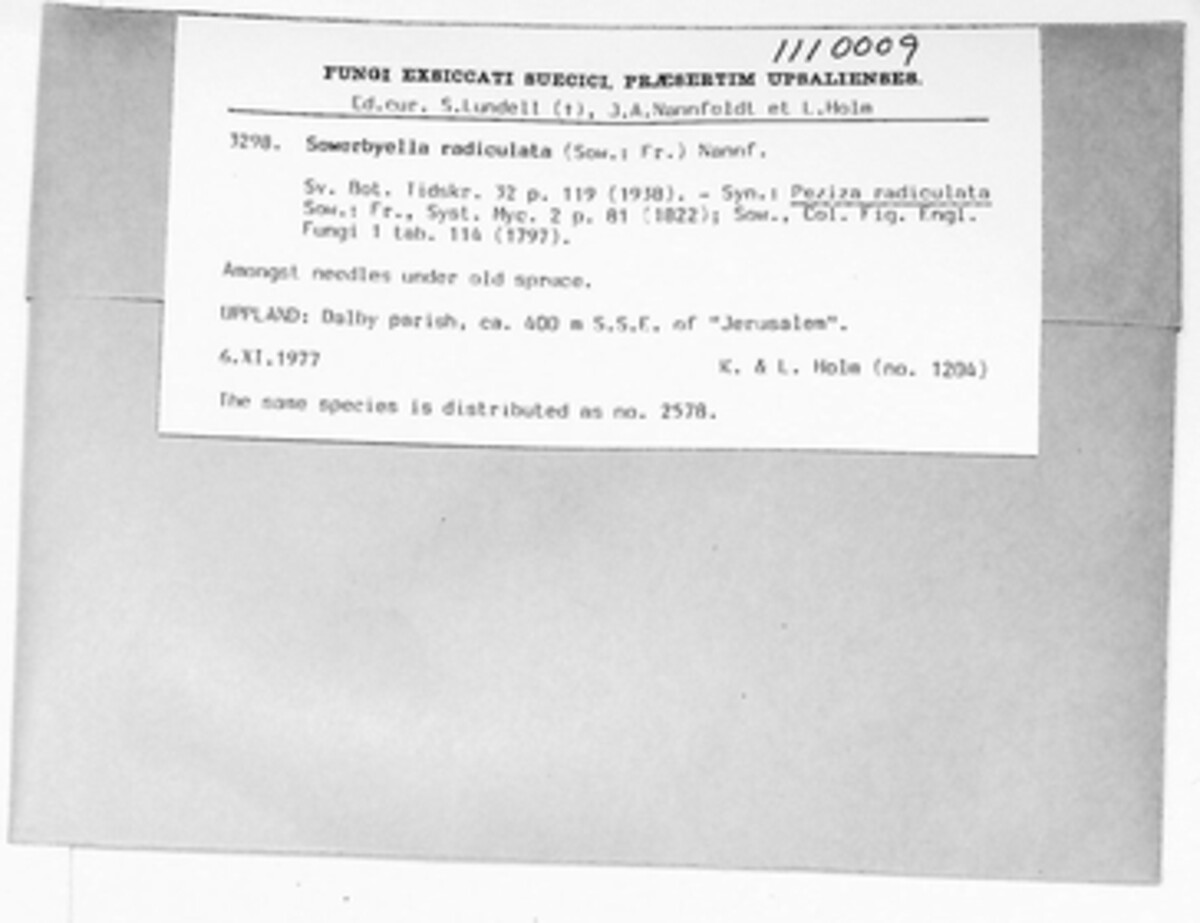 1110009
FUNGI EXSICCATI SUECICI, PRÆSERTIM UPSALIENSES.
Ed.cur. S.Lundell (†), J.A.Nannfeldt et L.Holm
3298. Sowerbyella radiculata (Sow.: Fr.) Nannf.
Sv. Bot. Tidskr. 32 p. 119 (1938). - Syn.: Peziza radiculata
Sow.: Fr., Syst. Myc. 2 p. 81 (1822); Sow., Col. Fig. Engl.
Fungi 1 tab. 114 (1797).
Amongst needles under old spruce.
UPPLAND: Dalby parish, ca. 400 m S.S.E. of "Jerusalem".
6.XI.1977 K. & L. Holm (no. 1204)
The same species is distributed as no. 2578.